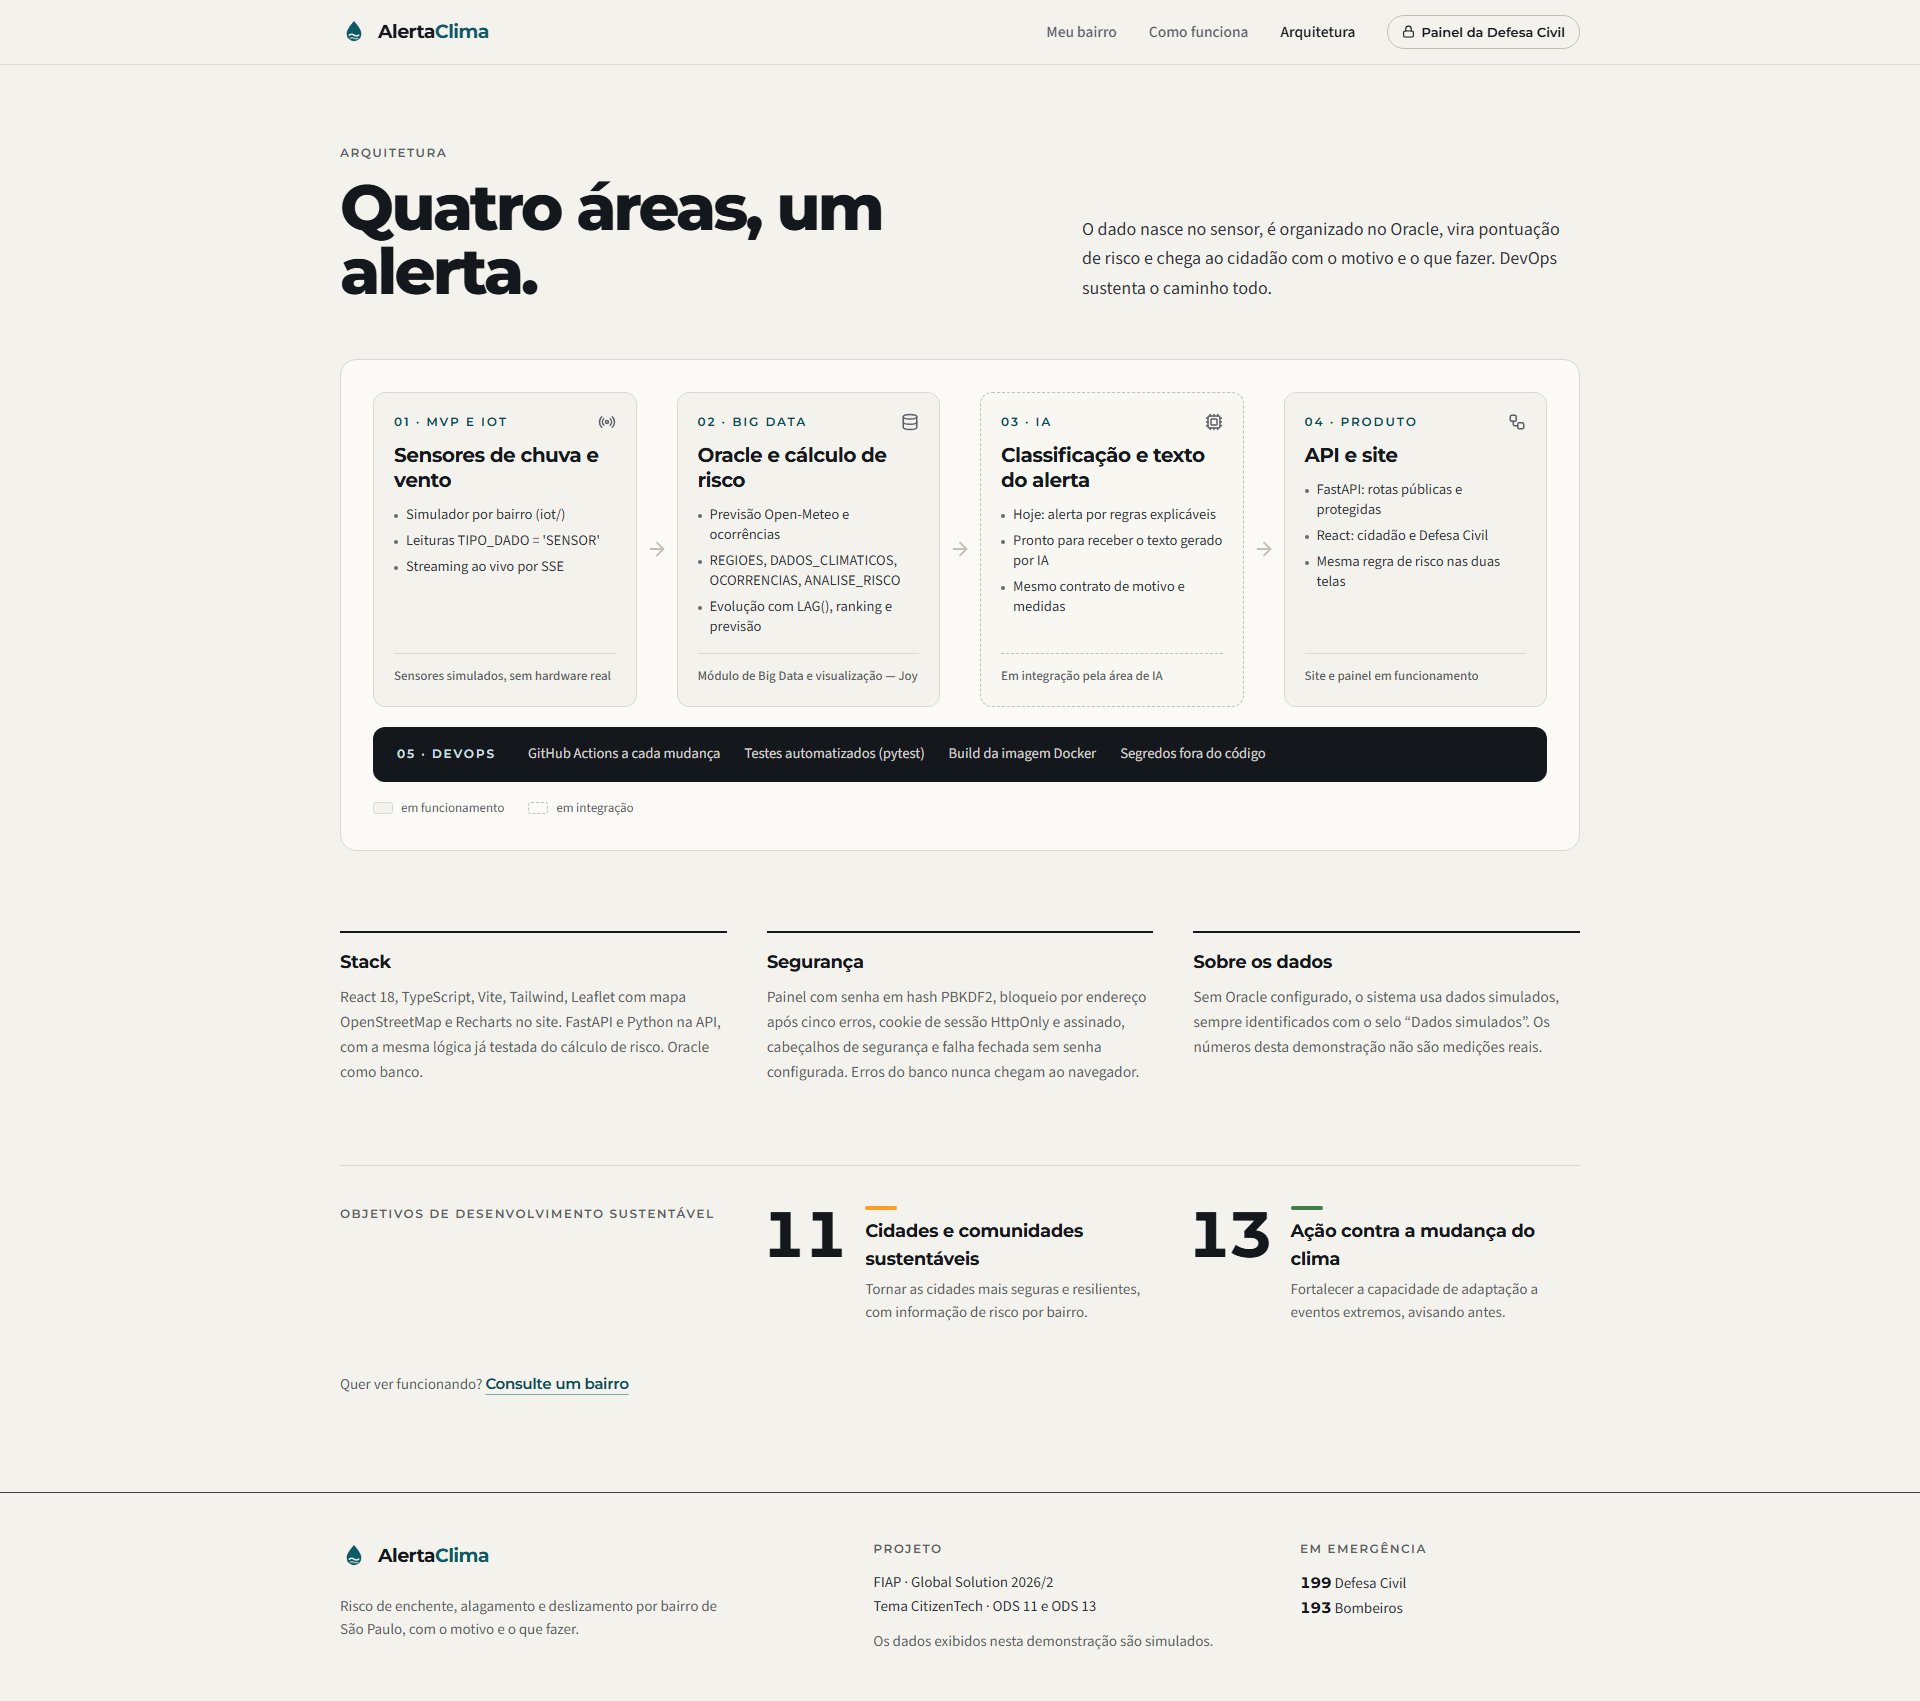 AlertaClima
Meu bairro
Como funciona
Arquitetura
Painel da Defesa Civil
ARQUITETURA
Quatro áreas, um
alerta.
O dado nasce no sensor, é organizado no Oracle, vira pontuação
de risco e chega ao cidadão com o motivo e o que fazer. DevOps
sustenta o caminho todo.
01 · MVP E IOT
Sensores de chuva e
vento
• Simulador por bairro (iot/)
• Leituras TIPO_DADO = 'SENSOR'
• Streaming ao vivo por SSE
Sensores simulados, sem hardware real
02 · BIG DATA
Oracle e cálculo de
risco
• Previsão Open-Meteo e
ocorrências
• REGIOES, DADOS_CLIMATICOS,
OCORRENCIAS, ANALISE_RISCO
• Evolução com LAG(), ranking e
previsão
Módulo de Big Data e visualização — Joy
03 · IA
Classificação e texto
do alerta
• Hoje: alerta por regras explicáveis
• Pronto para receber o texto gerado
por IA
• Mesmo contrato de motivo e
medidas
Em integração pela área de IA
04 · PRODUTO
API e site
• FastAPI: rotas públicas e
protegidas
• React: cidadão e Defesa Civil
• Mesma regra de risco nas duas
telas
Site e painel em funcionamento
05 · DEVOPS
GitHub Actions a cada mudança
Testes automatizados (pytest)
Build da imagem Docker
Segredos fora do código
em funcionamento
em integração
Stack
React 18, TypeScript, Vite, Tailwind, Leaflet com mapa
OpenStreetMap e Recharts no site. FastAPI e Python na API,
com a mesma lógica já testada do cálculo de risco. Oracle
como banco.
Segurança
Painel com senha em hash PBKDF2, bloqueio por endereço
após cinco erros, cookie de sessão HttpOnly e assinado,
cabeçalhos de segurança e falha fechada sem senha
configurada. Erros do banco nunca chegam ao navegador.
Sobre os dados
Sem Oracle configurado, o sistema usa dados simulados,
sempre identificados com o selo “Dados simulados”. Os
números desta demonstração não são medições reais.
OBJETIVOS DE DESENVOLVIMENTO SUSTENTÁVEL
11
Cidades e comunidades
sustentáveis
Tornar as cidades mais seguras e resilientes,
com informação de risco por bairro.
13
Ação contra a mudança do
clima
Fortalecer a capacidade de adaptação a
eventos extremos, avisando antes.
Quer ver funcionando? Consulte um bairro
AlertaClima
Risco de enchente, alagamento e deslizamento por bairro de
São Paulo, com o motivo e o que fazer.
PROJETO
FIAP · Global Solution 2026/2
Tema CitizenTech · ODS 11 e ODS 13
Os dados exibidos nesta demonstração são simulados.
EM EMERGÊNCIA
199 Defesa Civil
193 Bombeiros